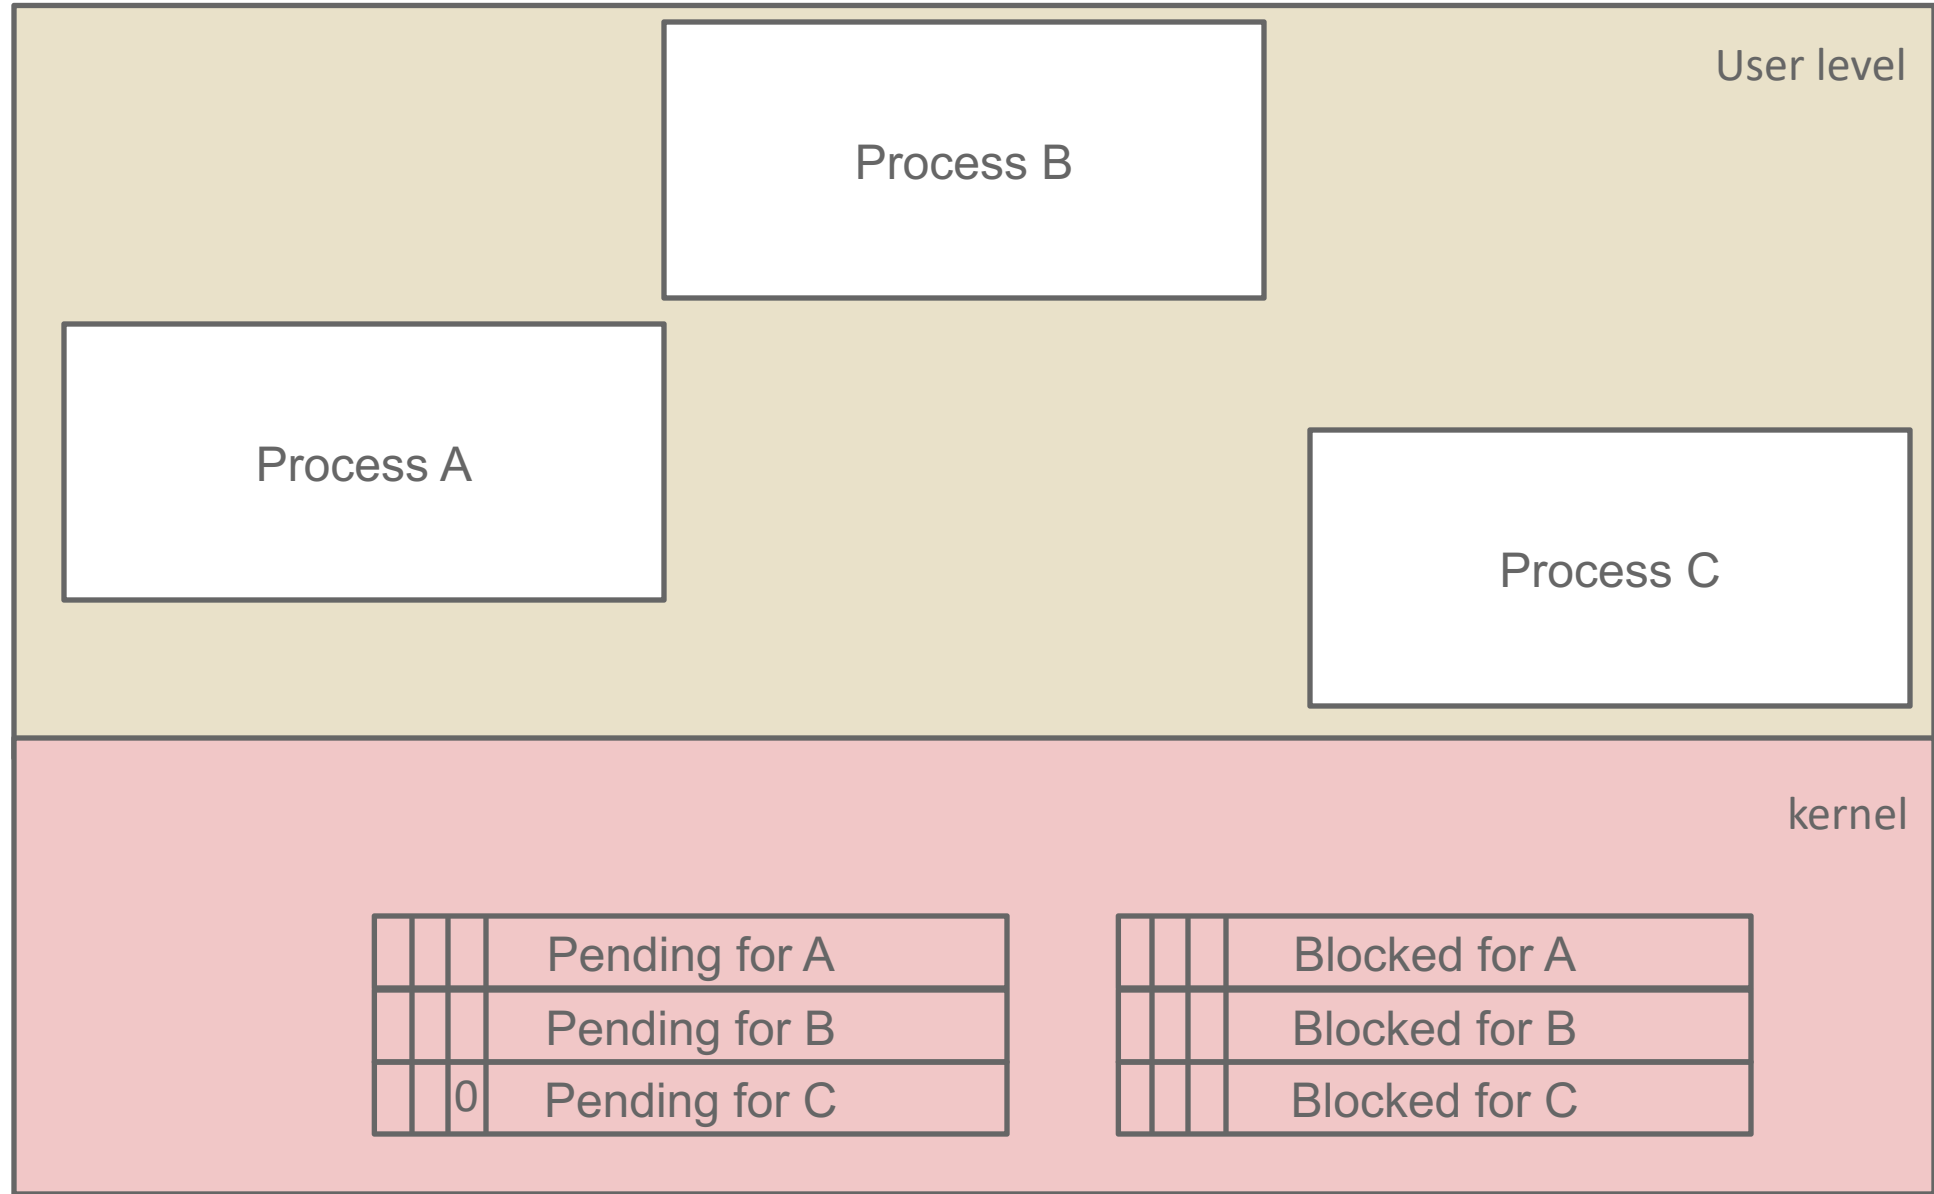 User level
Process B
Process A
Process C
kernel
Pending for A
Blocked for A
Pending for B
Blocked for B
0 Pending for C
Blocked for C